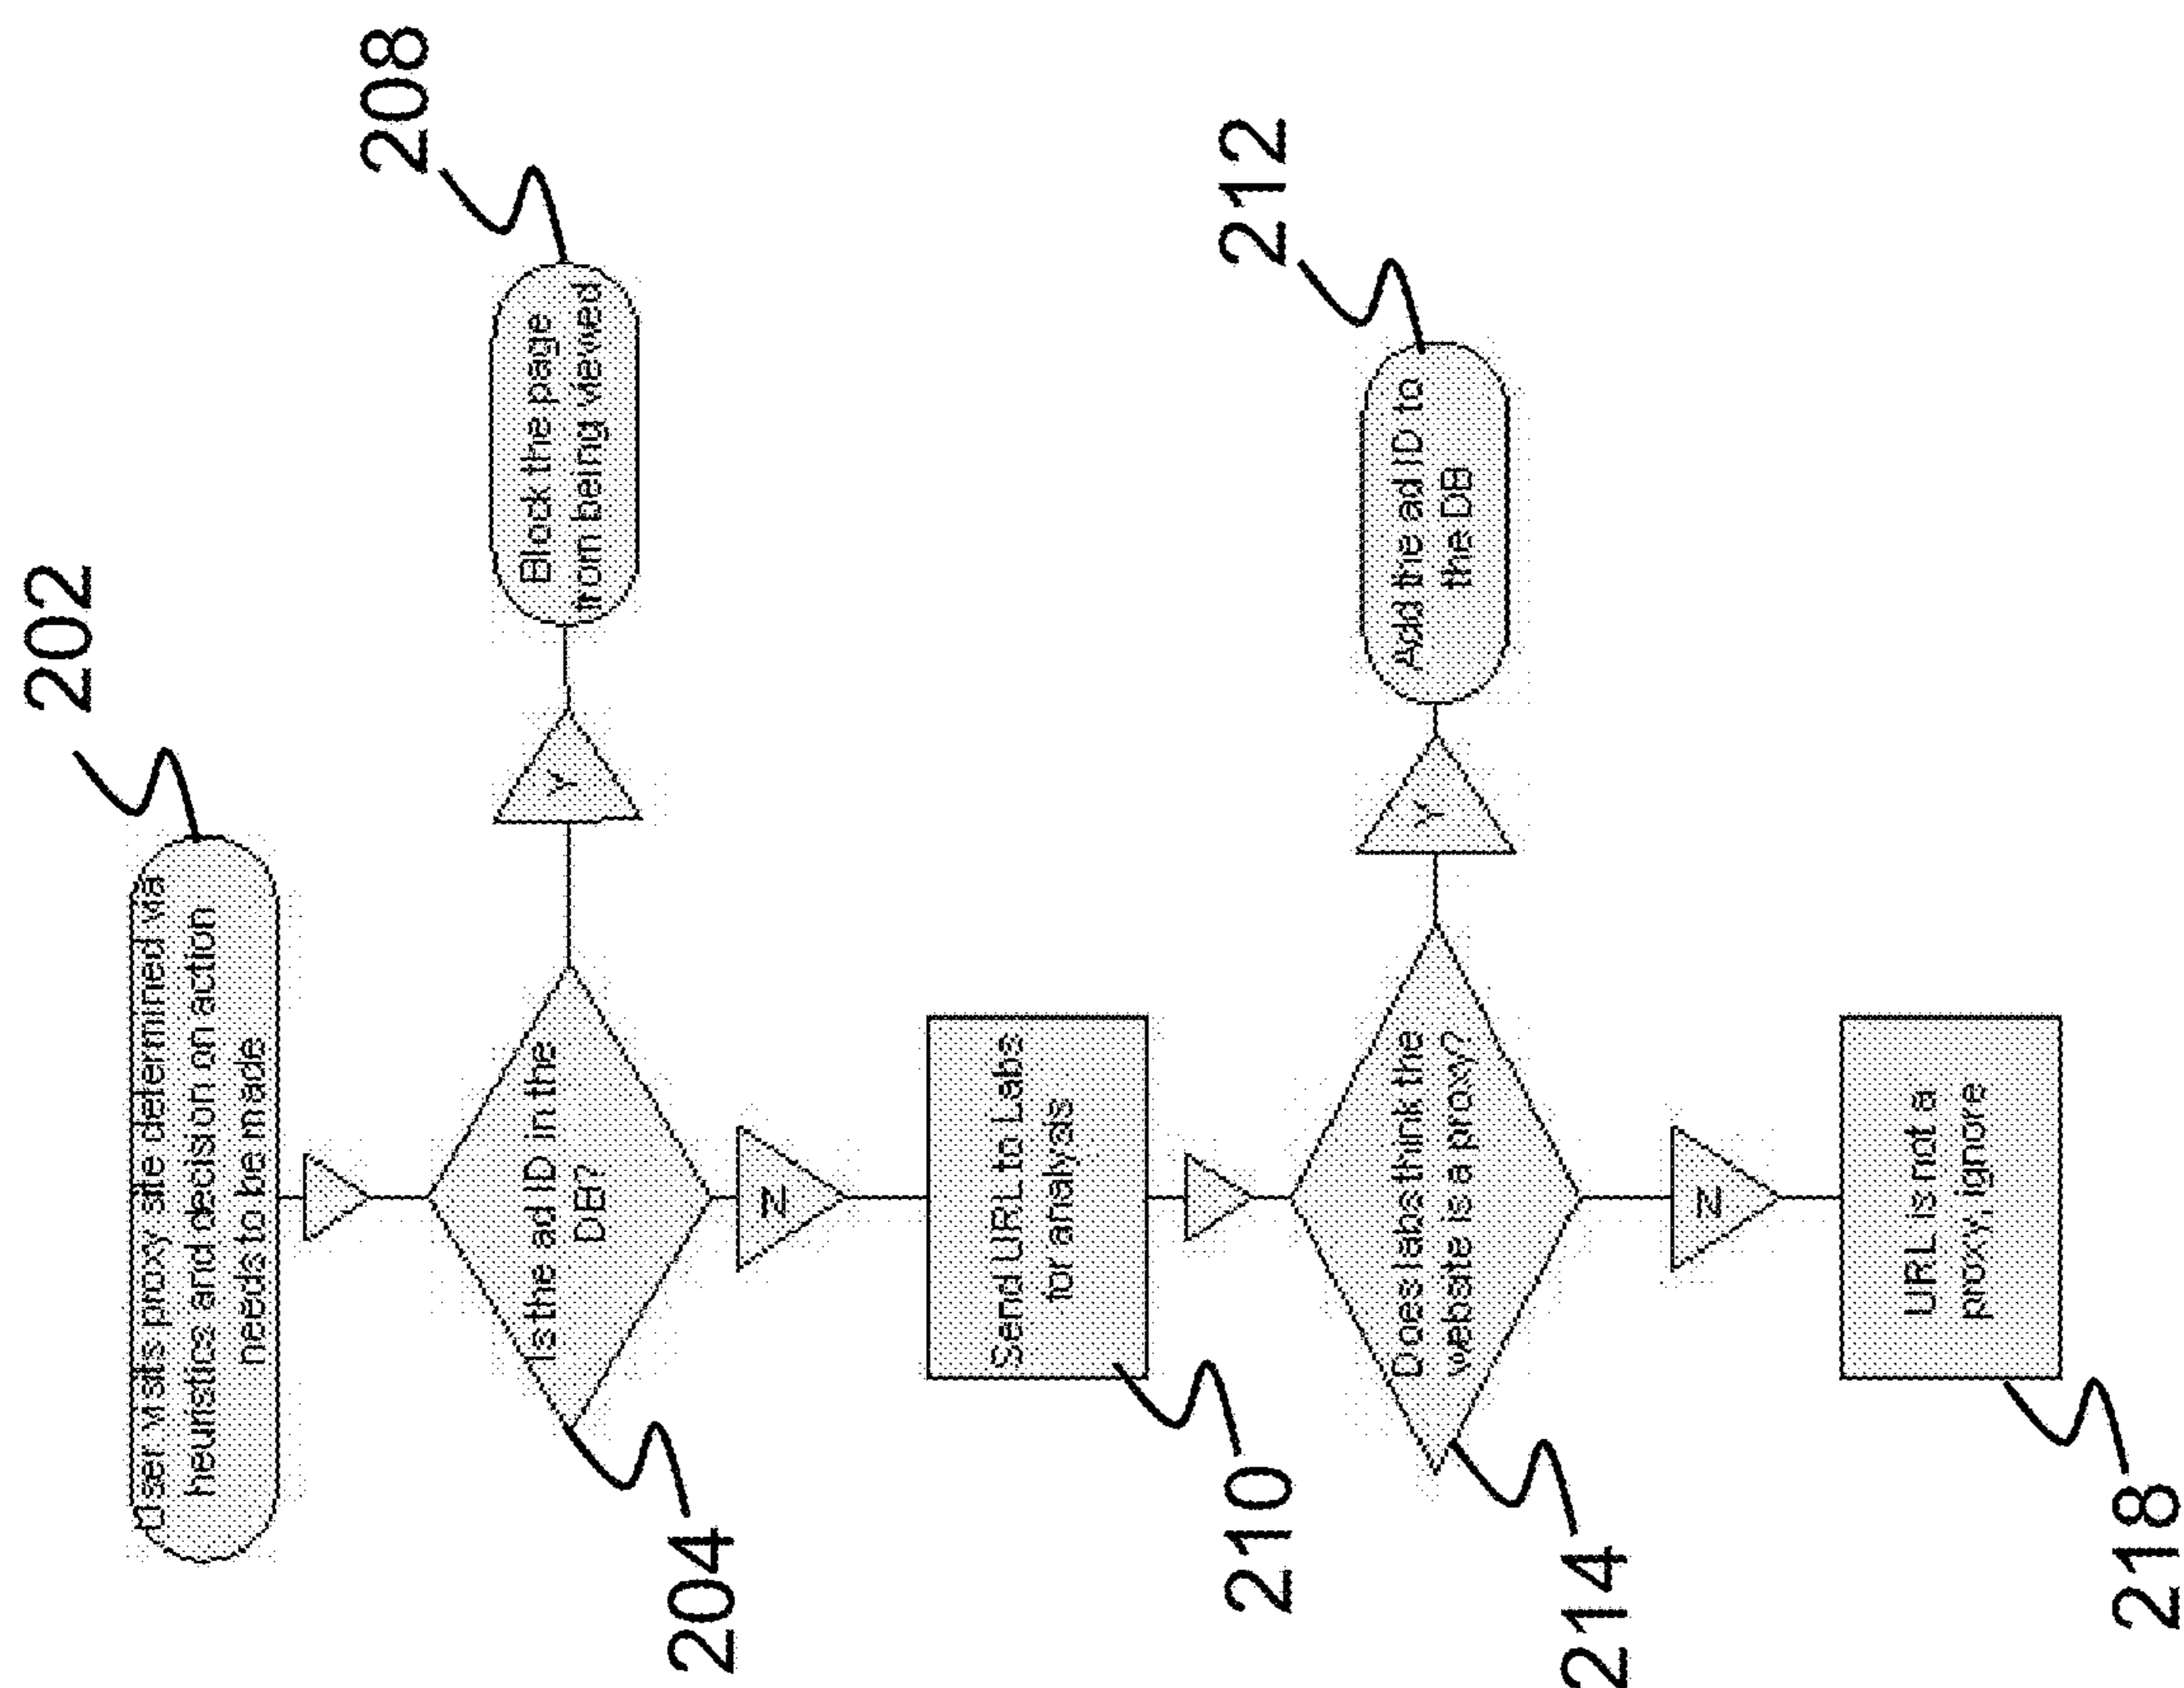 202
User visits proxy site determined via
heuristics and decision on action
needs to be made
204
Is the ad ID in the
DB?
Y
208
Block the page
from being viewed
N
210
Send URL to Labs
for analysis
214
Does labs think the
website is a proxy?
Y
212
Add the ad ID to
the DB
N
218
URL is not a
proxy, ignore